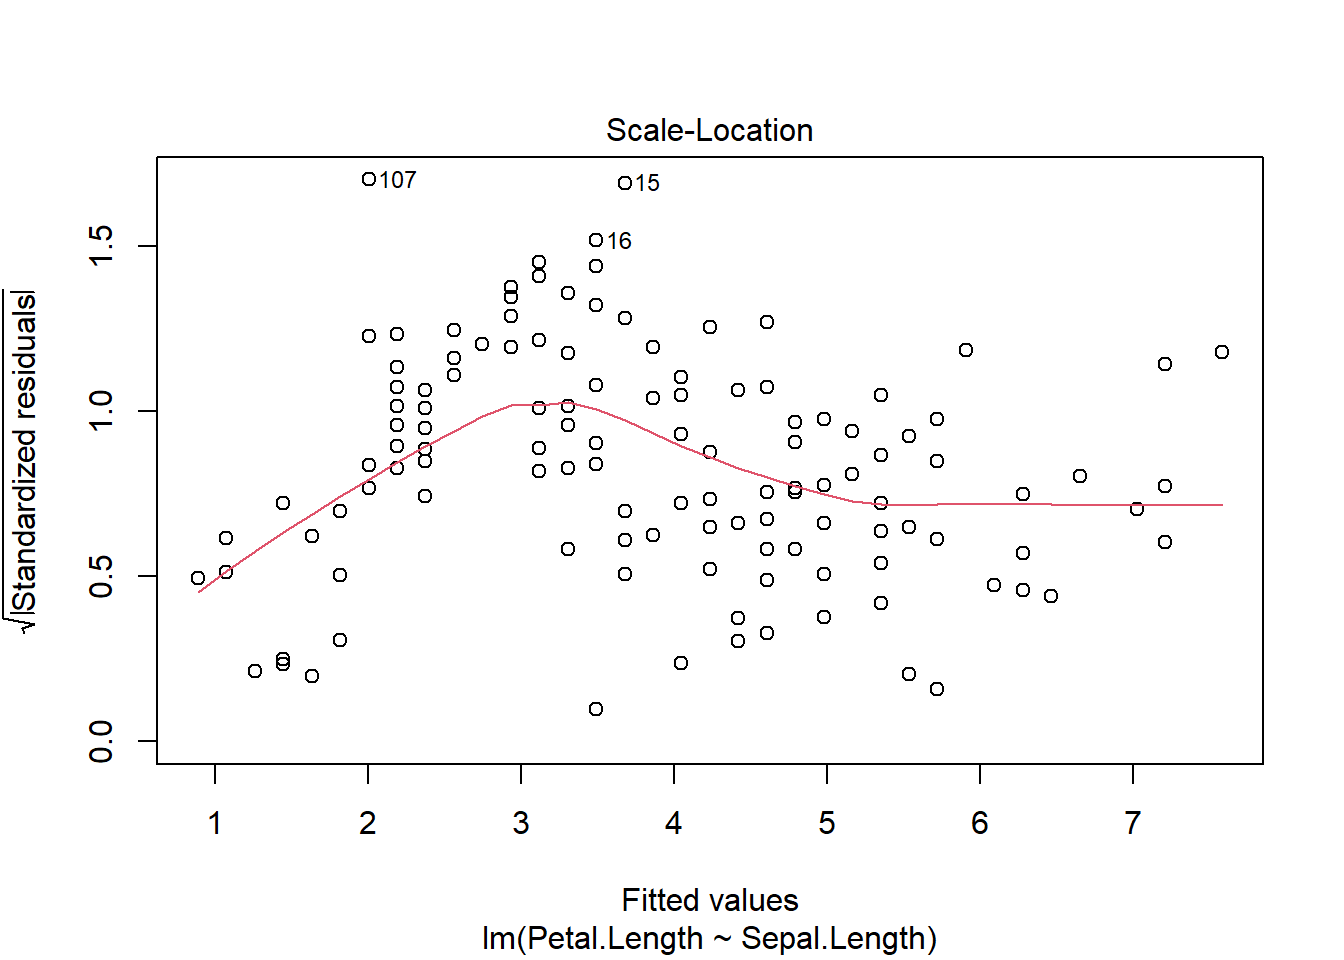 Scale-Location
107
15
16
√|Standardized residuals|
0.0
0.5
1.0
1.5
1 2 3 4 5 6 7
Fitted values
lm(Petal.Length ~ Sepal.Length)